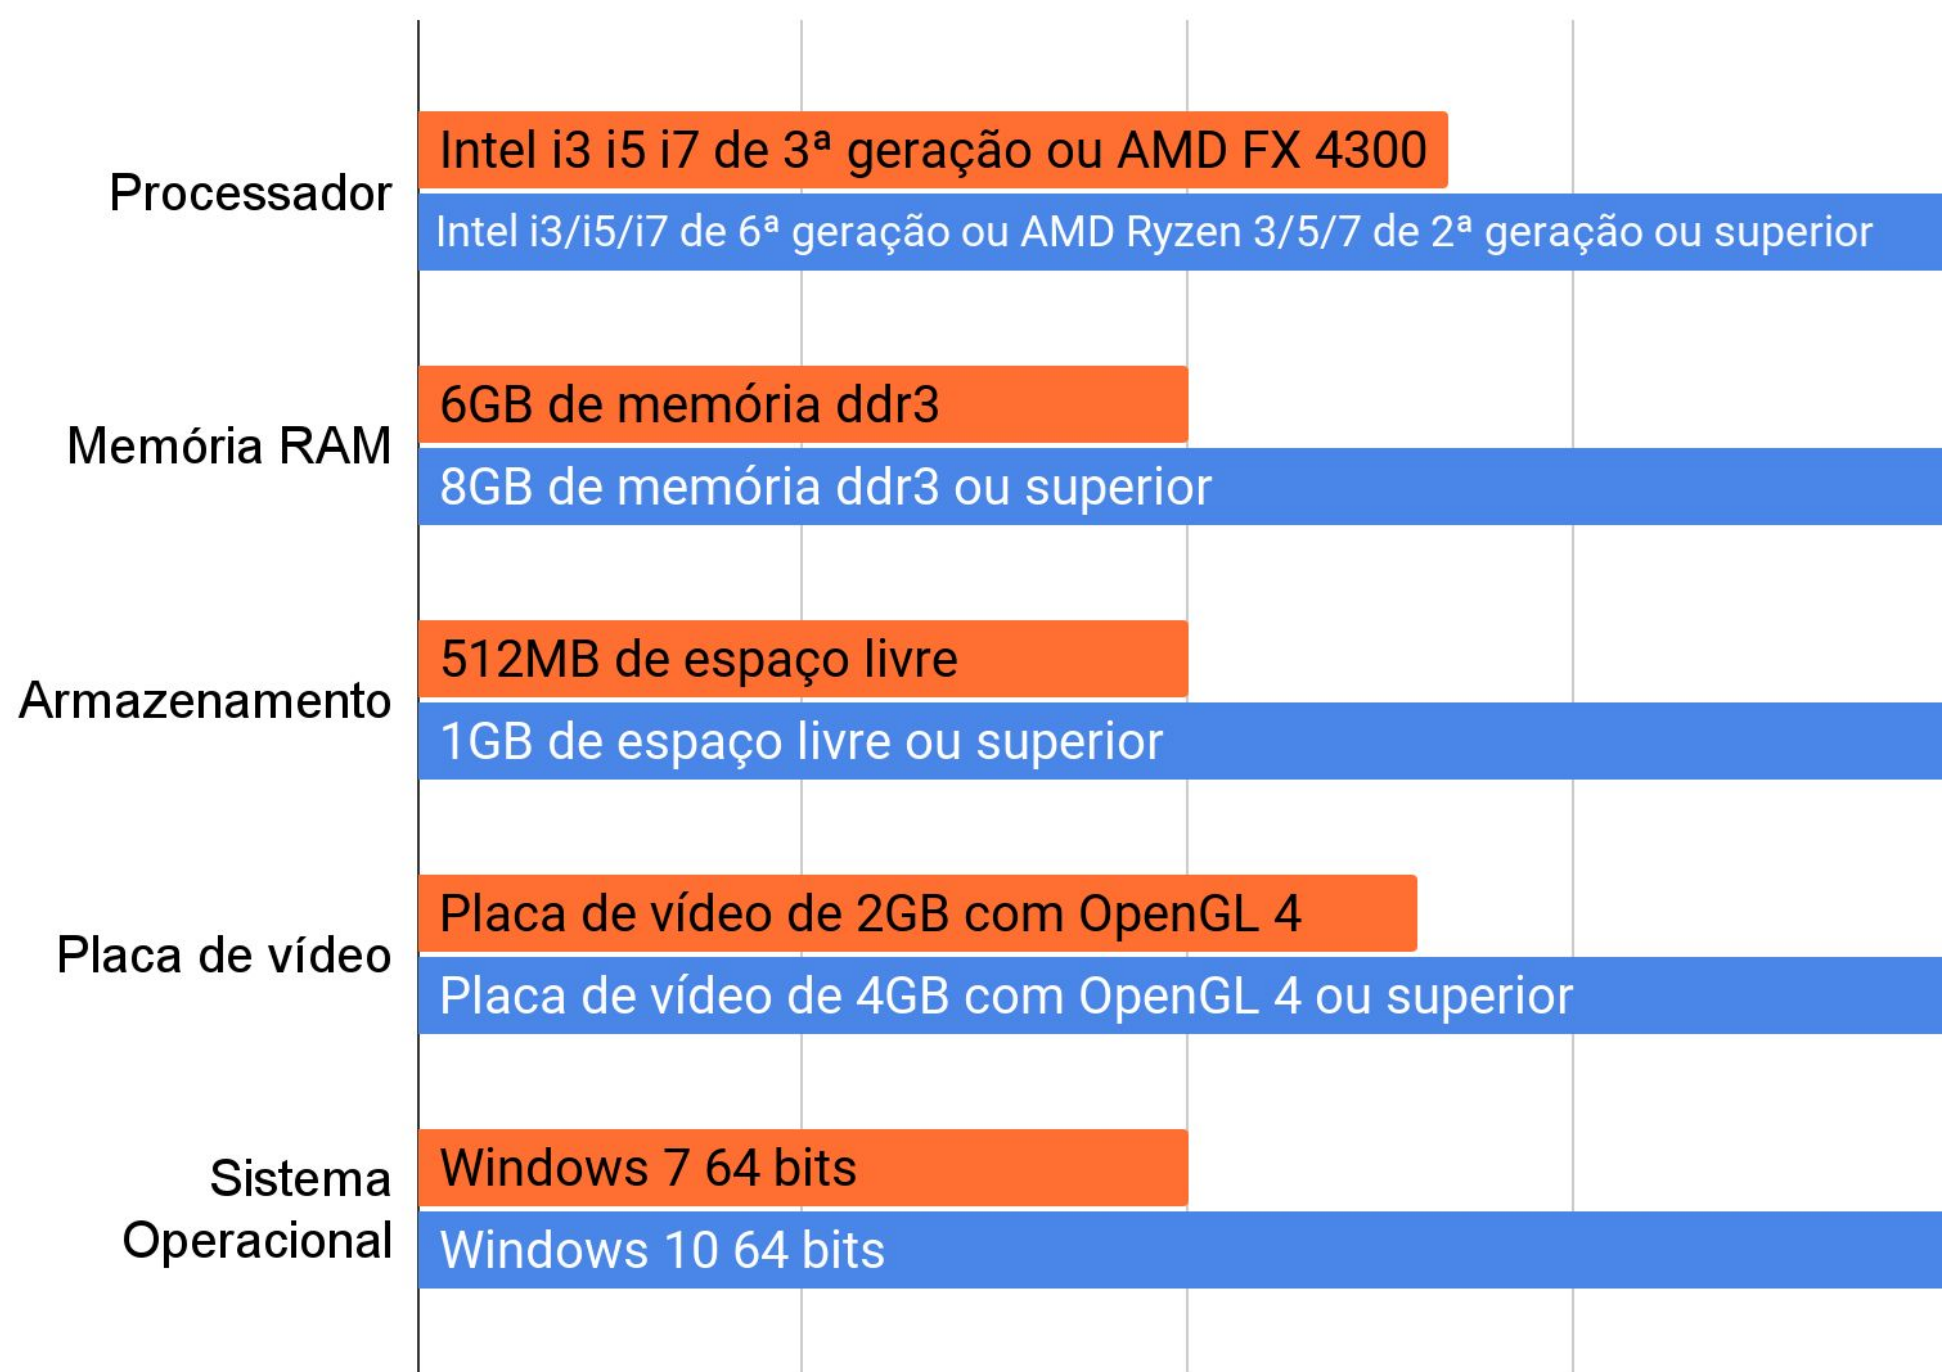 Processador
Intel i3 i5 i7 de 3ª geração ou AMD FX 4300
Intel i3/i5/i7 de 6ª geração ou AMD Ryzen 3/5/7 de 2ª geração ou superior
Memória RAM
6GB de memória ddr3
8GB de memória ddr3 ou superior
Armazenamento
512MB de espaço livre
1GB de espaço livre ou superior
Placa de vídeo
Placa de vídeo de 2GB com OpenGL 4
Placa de vídeo de 4GB com OpenGL 4 ou superior
Sistema
Operacional
Windows 7 64 bits
Windows 10 64 bits